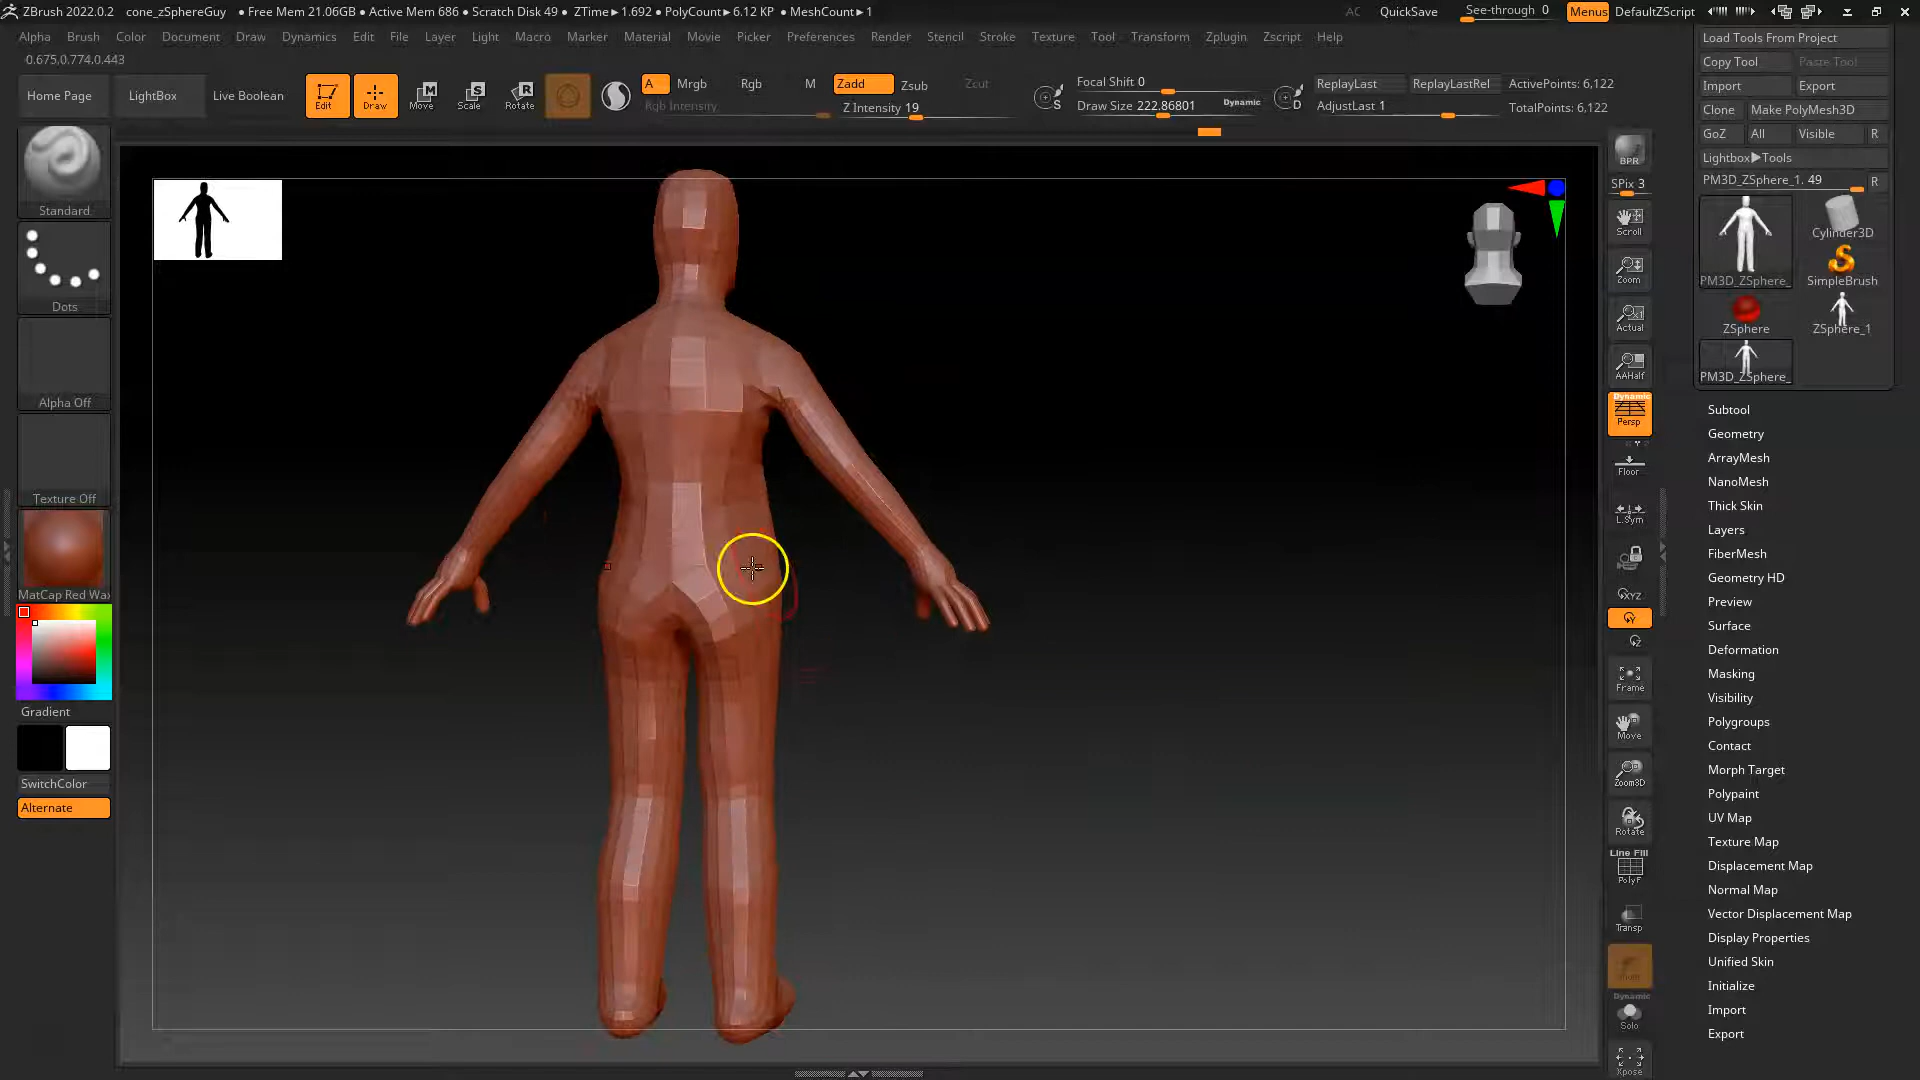 ZBrush 2022.0.2 cone_zSphereGuy ● Free Mem 21.06GB ● Active Mem 686 ● Scratch Disk 49 ● ZTime►1.692 ● PolyCount►6.12 KP ● MeshCount►1 AC QuickSave See-through 0 Menus DefaultZScript
Alpha Brush Color Document Draw Dynamics Edit File Layer Light Macro Marker Material Movie Picker Preferences Render Stencil Stroke Texture Tool Transform Zplugin Zscript Help
-0.675,0.774,0.443
Home Page LightBox Live Boolean Edit Draw Move Scale Rotate
A Mrgb Rgb M Zadd Zsub Zcut
Rgb Intensity Z Intensity 19
S Focal Shift 0
Draw Size 222.86801 Dynamic D
ReplayLast ReplayLastRel ActivePoints: 6,122
AdjustLast 1 TotalPoints: 6,122
Standard
Dots
Alpha Off
Texture Off
MatCap Red Wax
Gradient
SwitchColor
Alternate
BPR
SPix 3
Scroll
Zoom
Actual
AAHalf
Dynamic
Persp
Floor
L.Sym
XYZ
Y
Z
Frame
Move
Zoom3D
Rotate
Line Fill
PolyF
Transp
Dynamic
Solo
Xpose
Load Tools From Project
Copy Tool Paste Tool
Import Export
Clone Make PolyMesh3D
GoZ All Visible R
Lightbox►Tools
PM3D_ZSphere_1. 49 R
Cylinder3D
PM3D_ZSphere_ SimpleBrush
ZSphere ZSphere_1
PM3D_ZSphere_
Subtool
Geometry
ArrayMesh
NanoMesh
Thick Skin
Layers
FiberMesh
Geometry HD
Preview
Surface
Deformation
Masking
Visibility
Polygroups
Contact
Morph Target
Polypaint
UV Map
Texture Map
Displacement Map
Normal Map
Vector Displacement Map
Display Properties
Unified Skin
Initialize
Import
Export